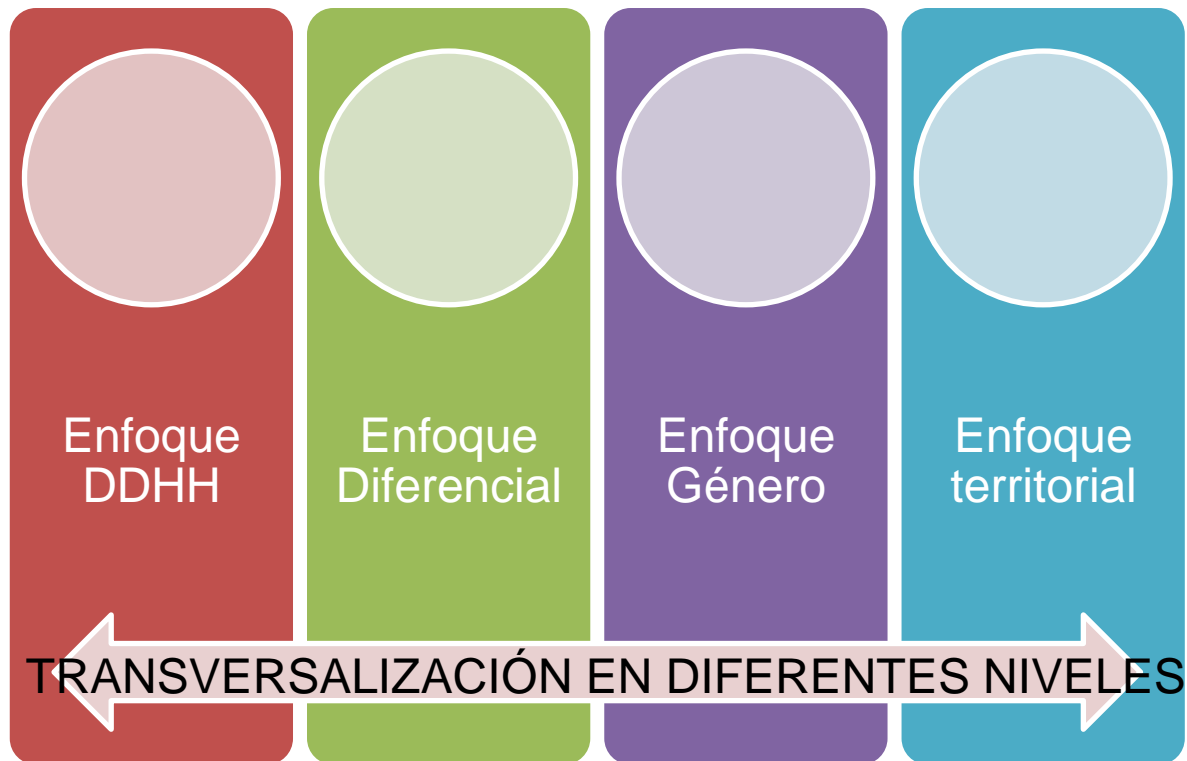 Enfoque
DDHH
Enfoque
Diferencial
Enfoque
Género
Enfoque
territorial
TRANSVERSALIZACIÓN EN DIFERENTES NIVELES